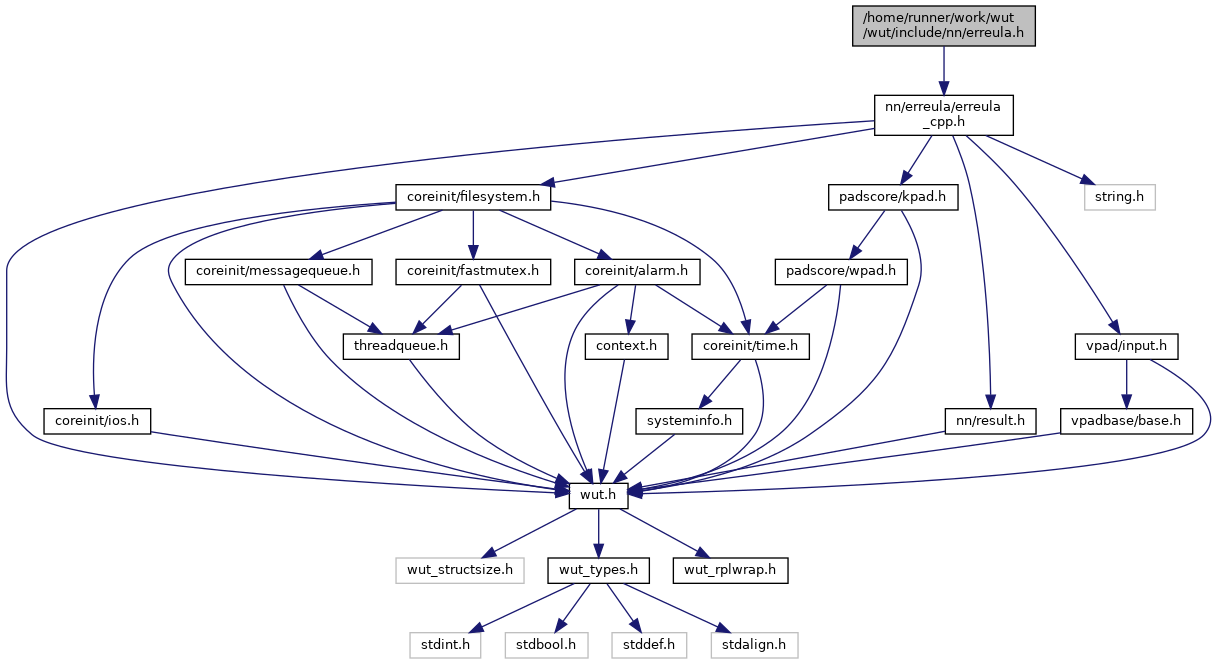 /home/runner/work/wut
/wut/include/nn/erreula.h
nn/erreula/erreula
_cpp.h
coreinit/filesystem.h
padscore/kpad.h
string.h
coreinit/messagequeue.h
coreinit/fastmutex.h
coreinit/alarm.h
padscore/wpad.h
threadqueue.h
context.h
coreinit/time.h
vpad/input.h
coreinit/ios.h
systeminfo.h
nn/result.h
vpadbase/base.h
wut.h
wut_structsize.h
wut_types.h
wut_rplwrap.h
stdint.h
stdbool.h
stddef.h
stdalign.h